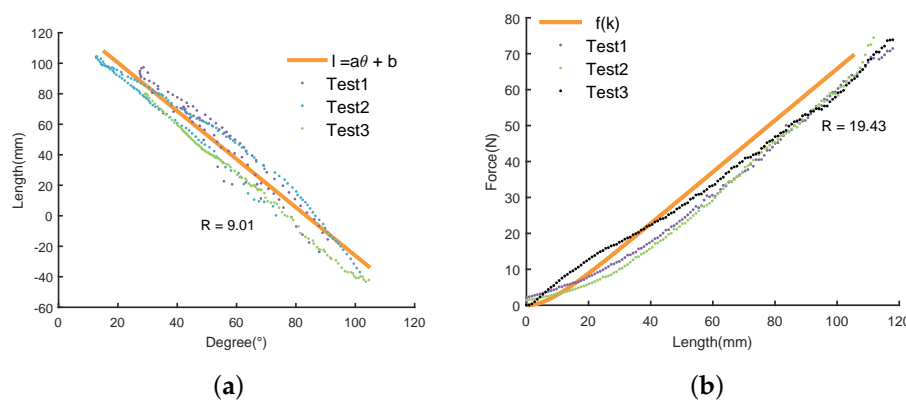 120
100
80
60
40
20
0
-20
-40
-60
Length(mm)
l =aθ + b
Test1
Test2
Test3
R = 9.01
0 20 40 60 80 100 120
Degree(°)
(a)
80
70
60
50
40
30
20
10
0
Force(N)
f(k)
Test1
Test2
Test3
R = 19.43
0 20 40 60 80 100 120
Length(mm)
(b)